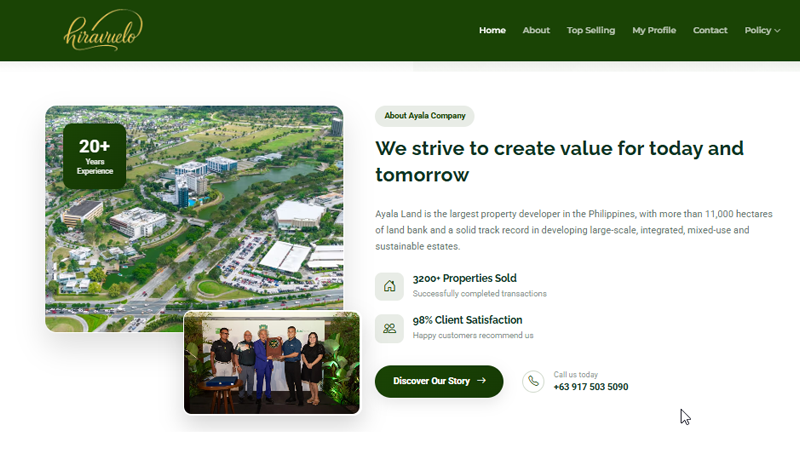 hiravuelo
Home
About
Top Selling
My Profile
Contact
Policy
20+
Years
Experience
About Ayala Company
We strive to create value for today and
tomorrow
Ayala Land is the largest property developer in the Philippines, with more than 11,000 hectares
of land bank and a solid track record in developing large-scale, integrated, mixed-use and
sustainable estates.
3200+ Properties Sold
Successfully completed transactions
98% Client Satisfaction
Happy customers recommend us
Discover Our Story
Call us today
+63 917 503 5090